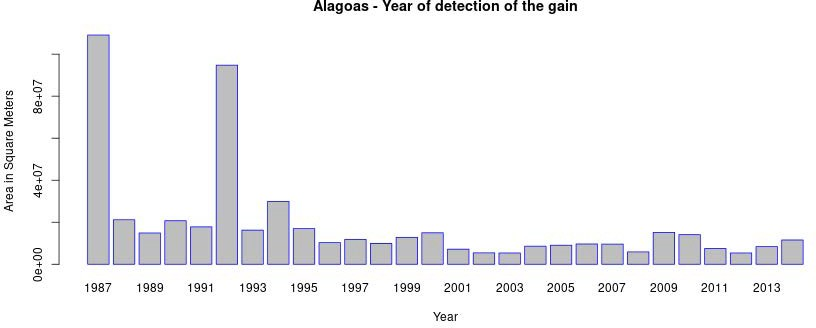 Alagoas - Year of detection of the gain
Area in Square Meters
8e+07
4e+07
0e+00
1987 1989 1991 1993 1995 1997 1999 2001 2003 2005 2007 2009 2011 2013
Year